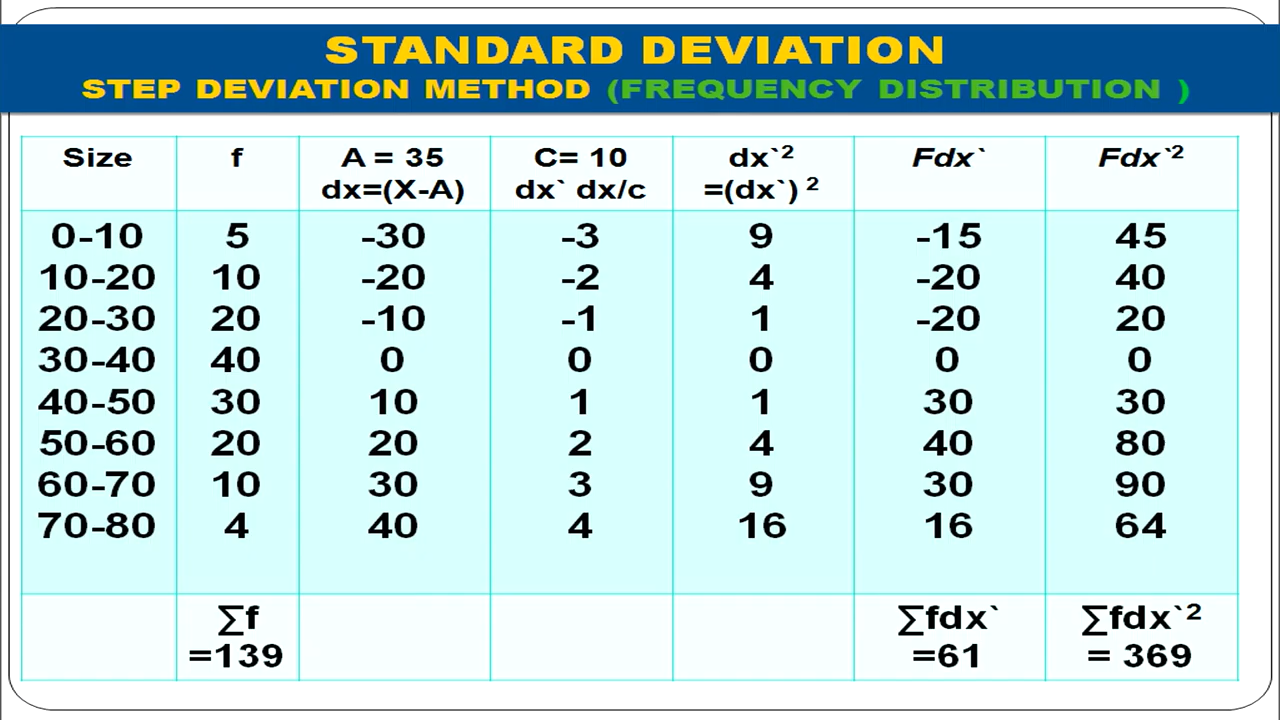 STANDARD DEVIATION
STEP DEVIATION METHOD (FREQUENCY DISTRIBUTION )
Size f A = 35 C= 10 dx`² Fdx` Fdx`²
dx=(X-A) dx` dx/c =(dx`) ²
0-10 5 -30 -3 9 -15 45
10-20 10 -20 -2 4 -20 40
20-30 20 -10 -1 1 -20 20
30-40 40 0 0 0 0 0
40-50 30 10 1 1 30 30
50-60 20 20 2 4 40 80
60-70 10 30 3 9 30 90
70-80 4 40 4 16 16 64
∑f ∑fdx` ∑fdx`²
=139 =61 = 369